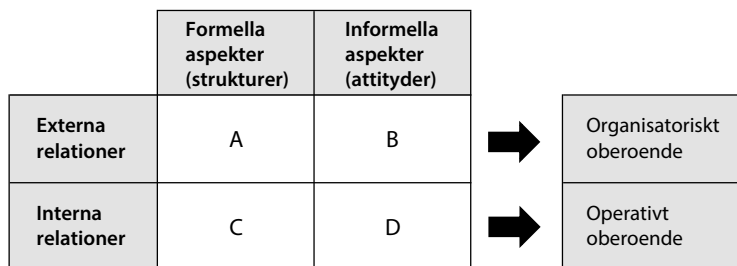 Formella
aspekter
(strukturer)
Informella
aspekter
(attityder)
Externa
relationer
A
B
Organisatoriskt
oberoende
Interna
relationer
C
D
Operativt
oberoende